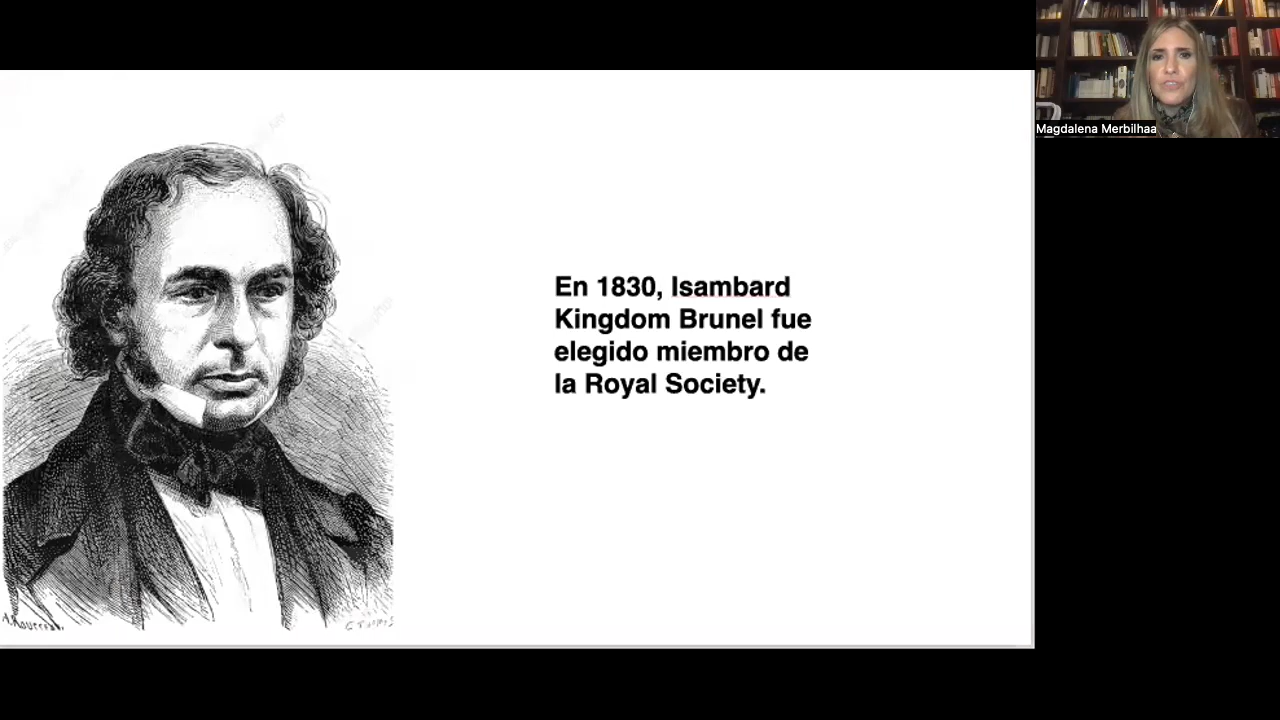 En 1830, Isambard
Kingdom Brunel fue
elegido miembro de
la Royal Society.
Magdalena Merbilhaa